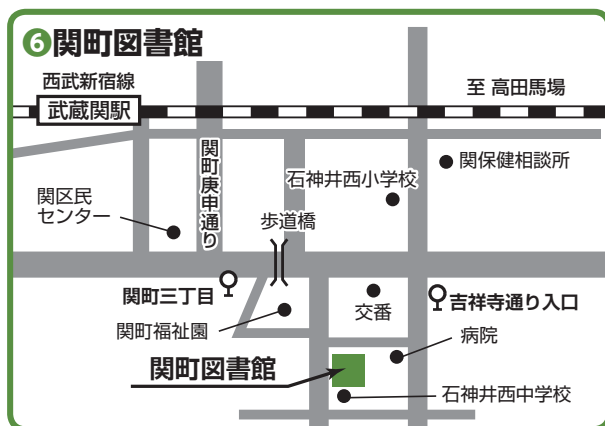 ❻関町図書館
西武新宿線
武蔵関駅
至 高田馬場
関町庚申通り
石神井西小学校
関保健相談所
関区民
センター
歩道橋
関町三丁目
関町福祉園
交番
吉祥寺通り入口
病院
関町図書館
石神井西中学校